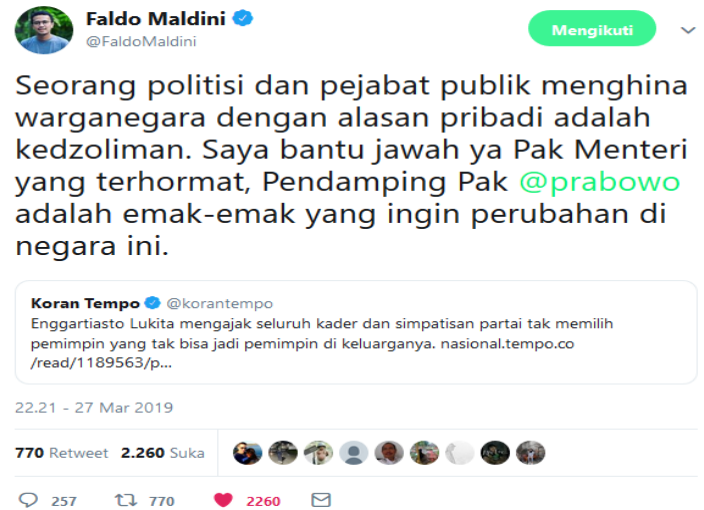 Faldo Maldini
Mengikuti
@FaldoMaldini
Seorang politisi dan pejabat publik menghina
warganegara dengan alasan pribadi adalah
kedzoliman. Saya bantu jawah ya Pak Menteri
yang terhormat, Pendamping Pak @prabowo
adalah emak-emak yang ingin perubahan di
negara ini.
Koran Tempo @korantempo
Enggartiasto Lukita mengajak seluruh kader dan simpatisan partai tak memilih
pemimpin yang tak bisa jadi pemimpin di keluarganya. nasional.tempo.co
/read/1189563/p...
22.21 - 27 Mar 2019
770 Retweet 2.260 Suka
257 770 2260